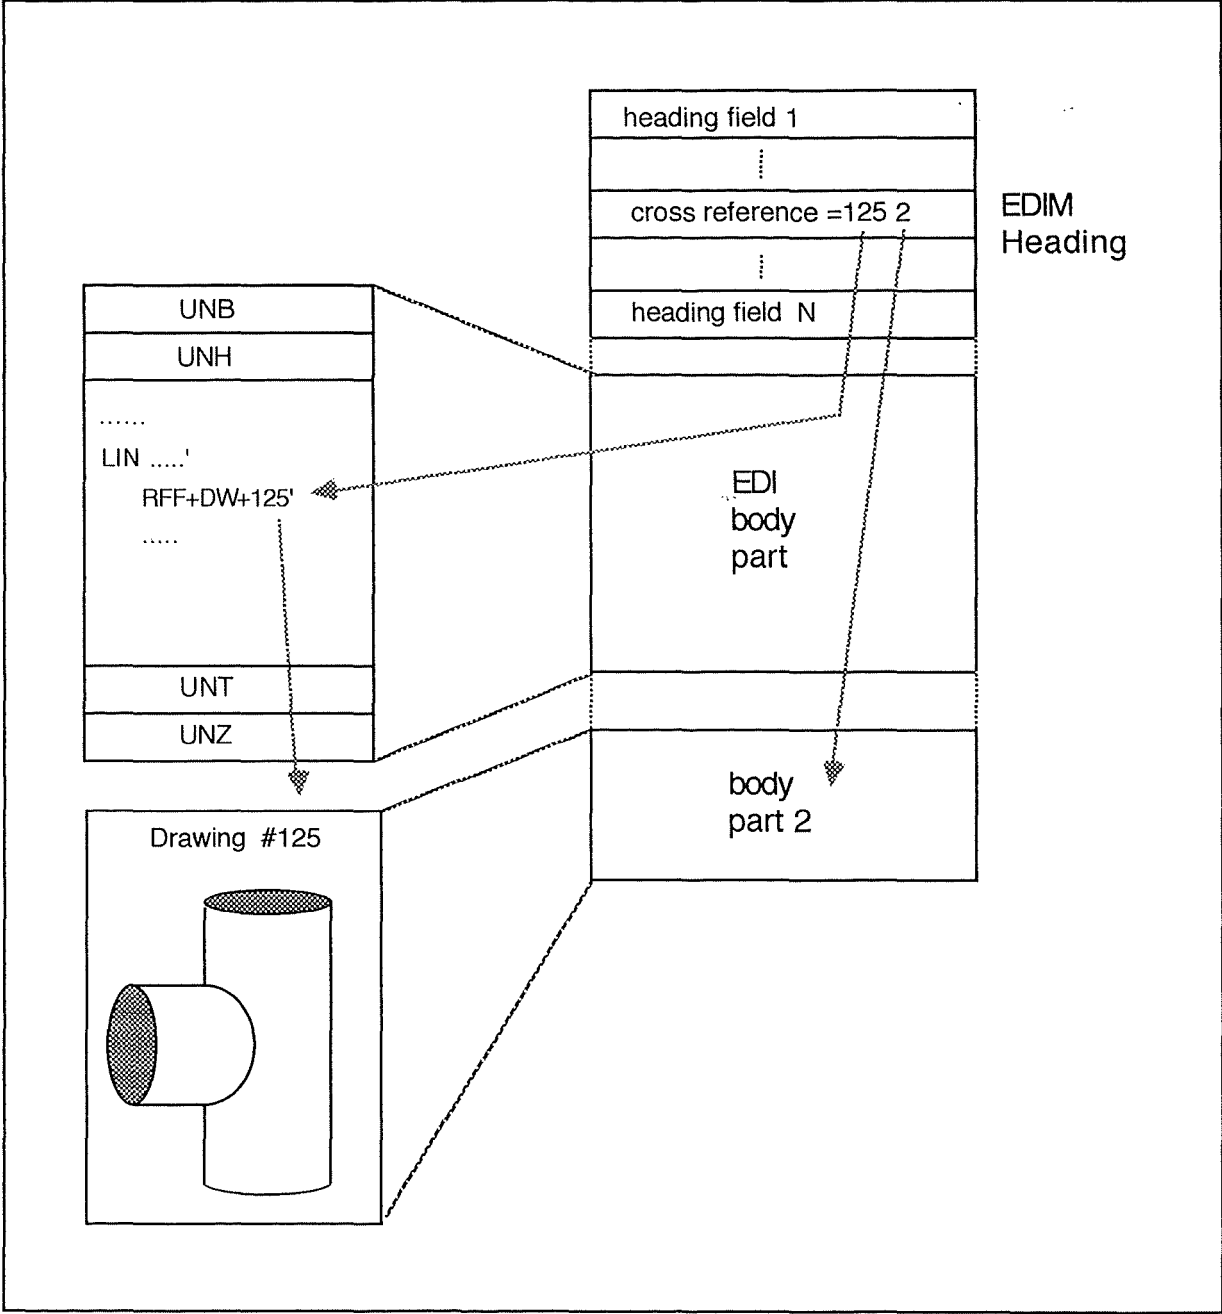 heading field 1
cross reference =125 2
heading field N
EDIM
Heading
UNB
UNH
......
LIN .....'
RFF+DW+125'
.....
UNT
UNZ
EDI
body
part
body
part 2
Drawing #125